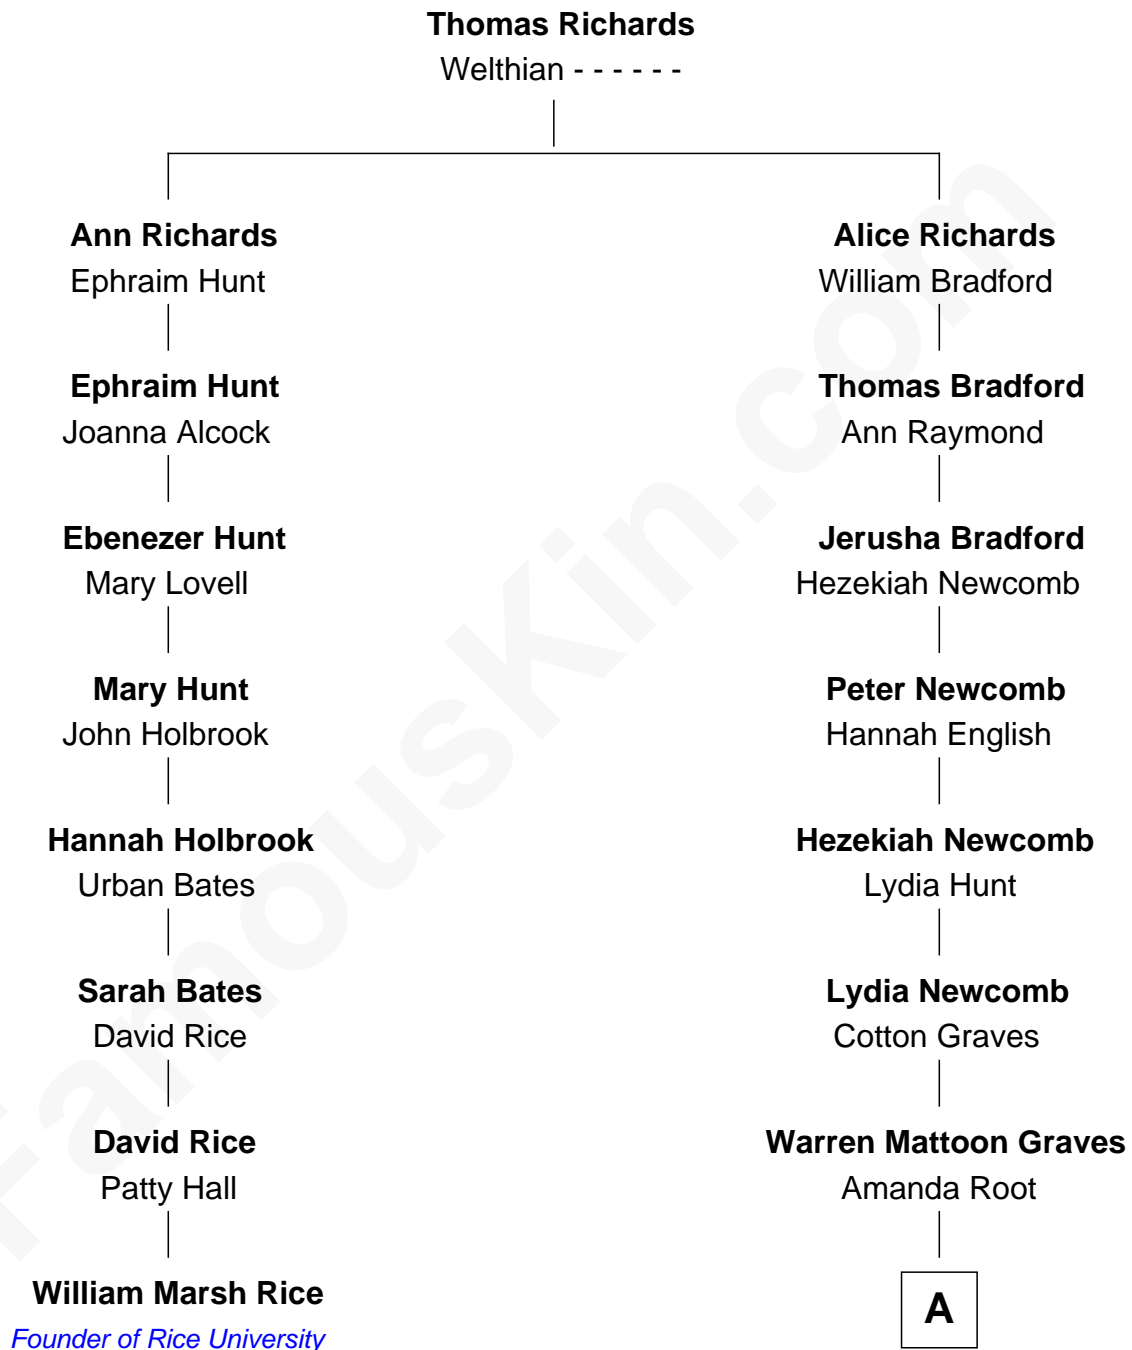 Thomas Richards
Welthian - - - - - -
Ann Richards
Ephraim Hunt
Alice Richards
William Bradford
Ephraim Hunt
Joanna Alcock
Thomas Bradford
Ann Raymond
Ebenezer Hunt
Mary Lovell
Jerusha Bradford
Hezekiah Newcomb
Mary Hunt
John Holbrook
Peter Newcomb
Hannah English
Hannah Holbrook
Urban Bates
Hezekiah Newcomb
Lydia Hunt
Sarah Bates
David Rice
Lydia Newcomb
Cotton Graves
David Rice
Patty Hall
Warren Mattoon Graves
Amanda Root
William Marsh Rice
Founder of Rice University
A
FamousKin.com